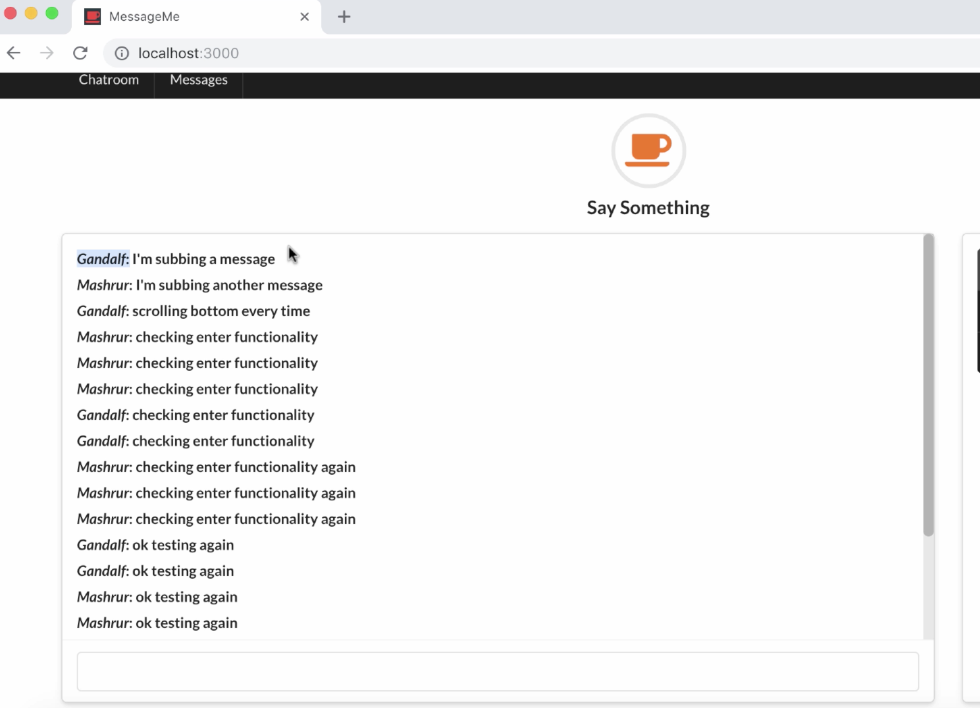 MessageMe
localhost:3000
Chatroom Messages
Say Something
Gandalf: I'm subbing a message
Mashrur: I'm subbing another message
Gandalf: scrolling bottom every time
Mashrur: checking enter functionality
Mashrur: checking enter functionality
Mashrur: checking enter functionality
Gandalf: checking enter functionality
Gandalf: checking enter functionality
Mashrur: checking enter functionality again
Mashrur: checking enter functionality again
Mashrur: checking enter functionality again
Gandalf: ok testing again
Gandalf: ok testing again
Mashrur: ok testing again
Mashrur: ok testing again